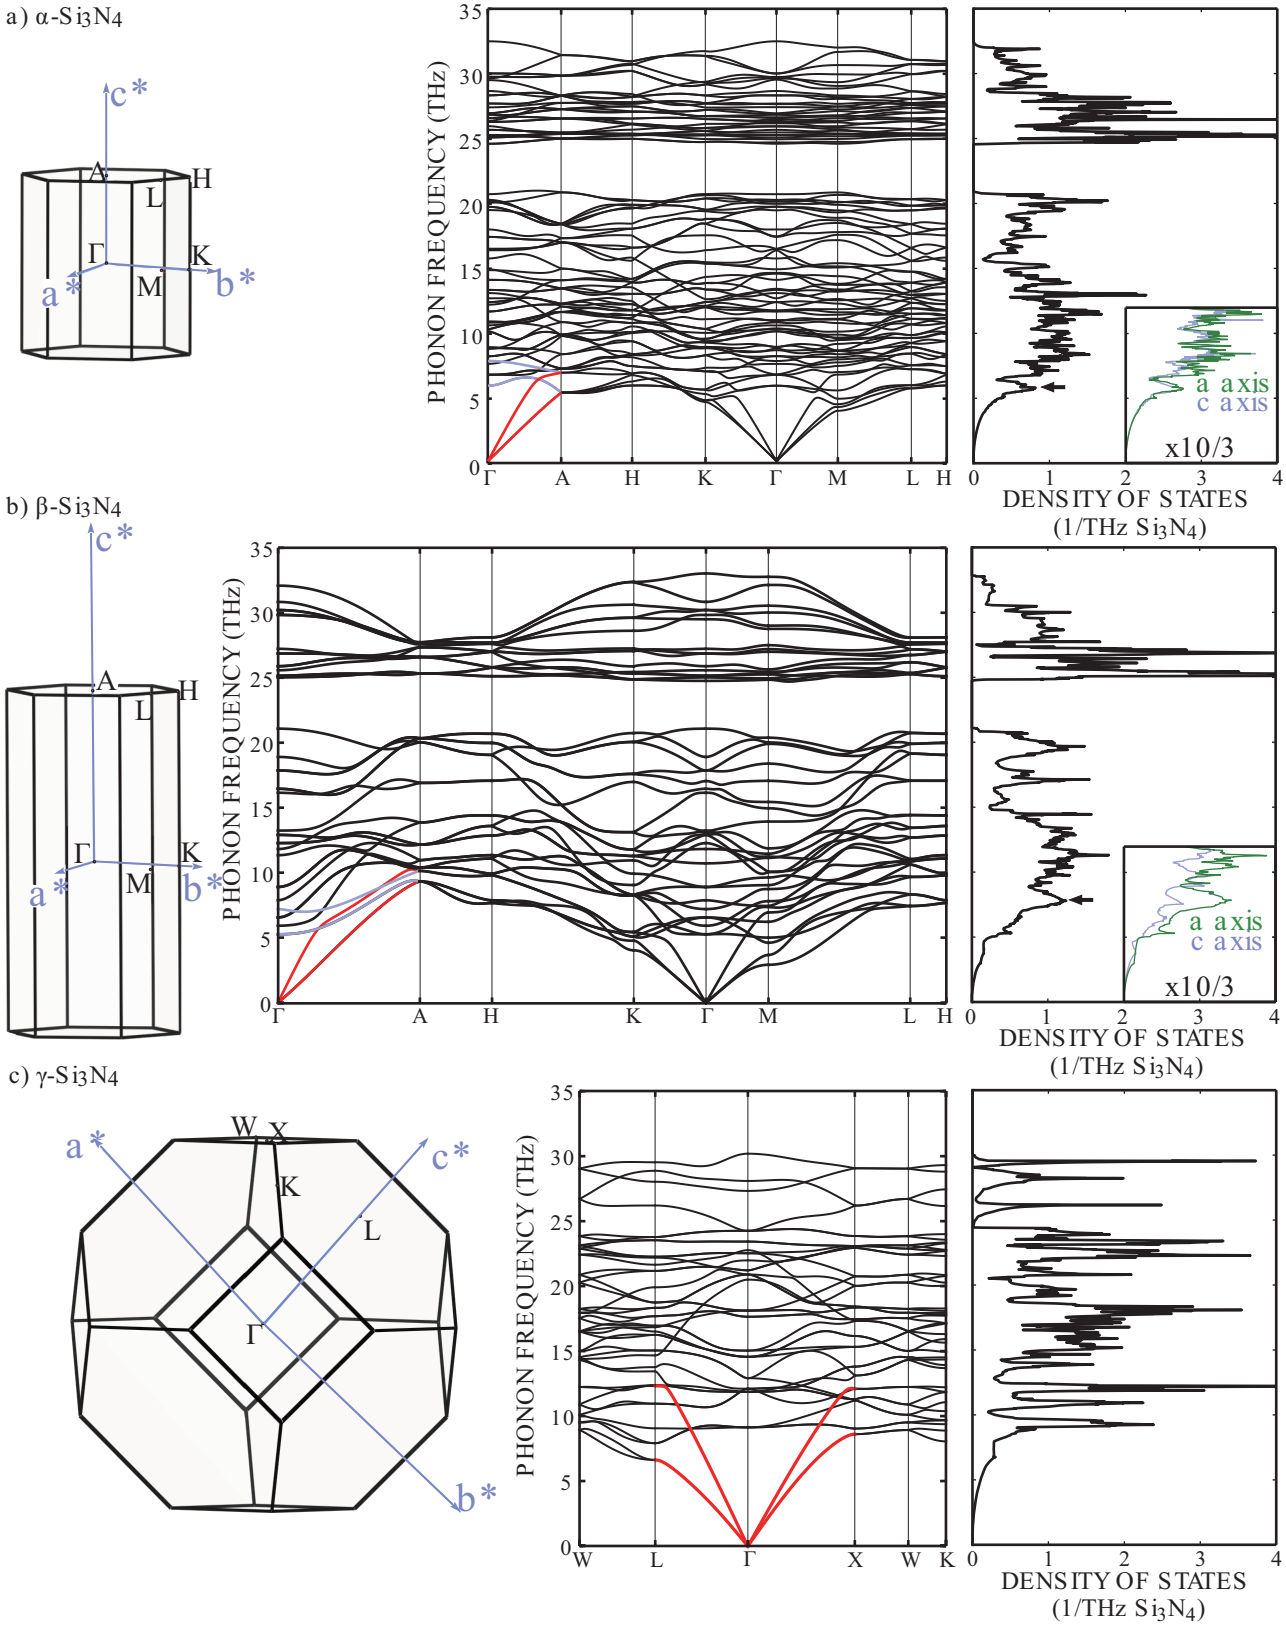 a) α-Si3N4
c*
A
H
L
Γ
K
a*
M
b*
PHONON FREQUENCY (THz)
35
30
25
20
15
10
5
0
Γ A H K Γ M L H
a axis
c axis
x10/3
0 1 2 3 4
DENSITY OF STATES
(1/THz Si3N4)
b) β-Si3N4
c*
A
H
L
Γ
K
a*
M
b*
PHONON FREQUENCY (THz)
35
30
25
20
15
10
5
0
Γ A H K Γ M L H
a axis
c axis
x10/3
0 1 2 3 4
DENSITY OF STATES
(1/THz Si3N4)
c) γ-Si3N4
W X
a*
c*
K
L
Γ
b*
PHONON FREQUENCY (THz)
35
30
25
20
15
10
5
0
W L Γ X W K
0 1 2 3 4
DENSITY OF STATES
(1/THz Si3N4)